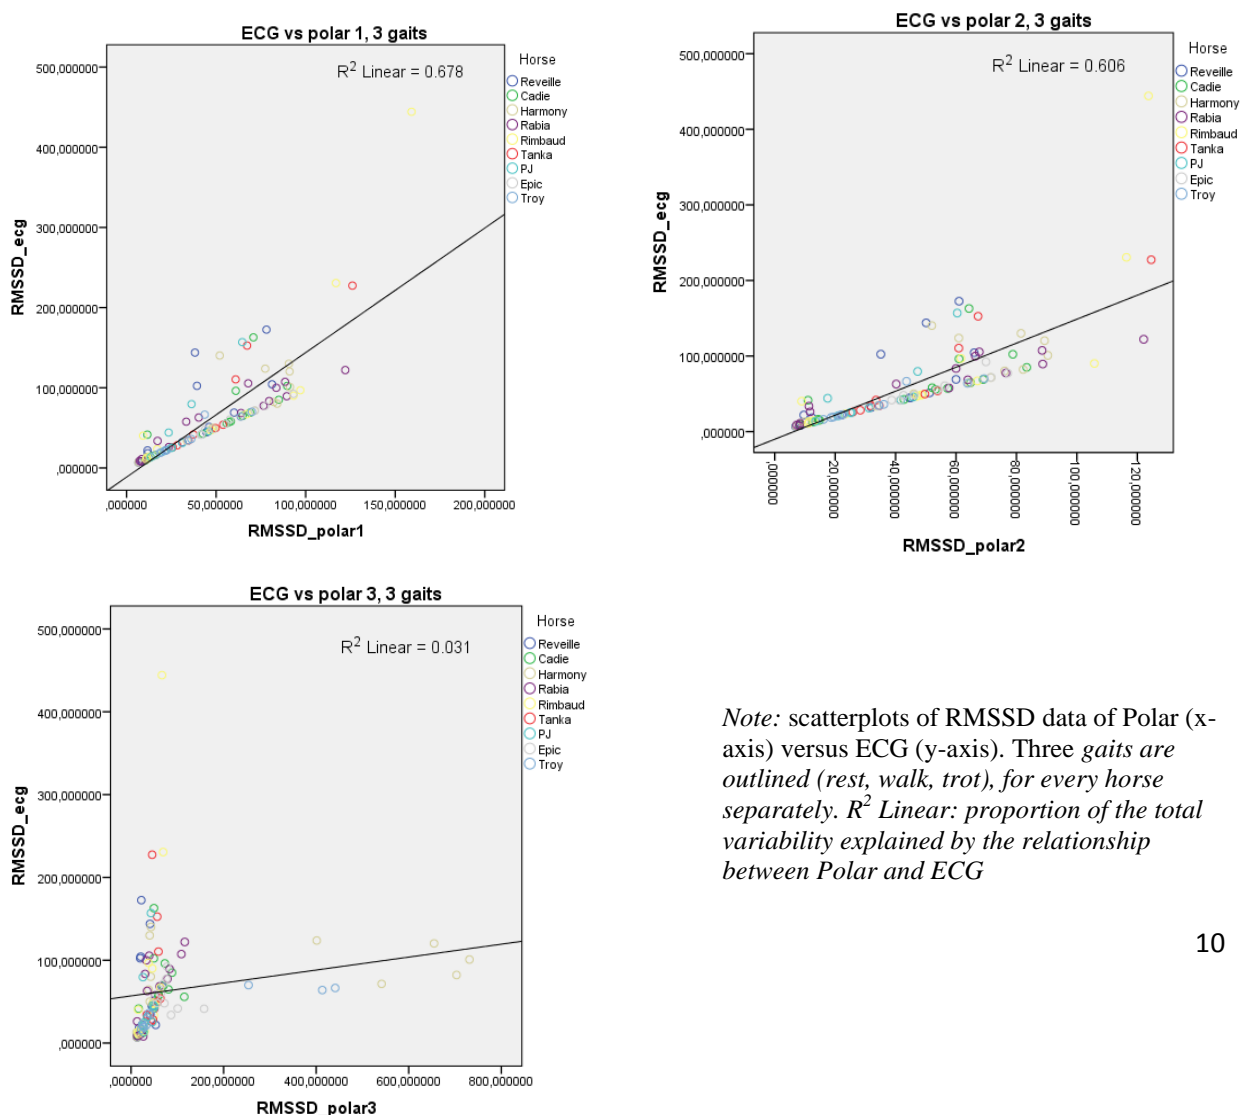 ECG vs polar 1, 3 gaits
R² Linear = 0.678
Horse
Reveille
Cadie
Harmony
Rabia
Rimbaud
Tanka
PJ
Epic
Troy
500,000000
400,000000
300,000000
200,000000
100,000000
,000000
RMSSD_ecg
,000000 50,000000 100,000000 150,000000 200,000000
RMSSD_polar1
ECG vs polar 2, 3 gaits
R² Linear = 0.606
Horse
Reveille
Cadie
Harmony
Rabia
Rimbaud
Tanka
PJ
Epic
Troy
500,000000
400,000000
300,000000
200,000000
100,000000
,000000
RMSSD_ecg
,0000000 20,0000000 40,0000000 60,0000000 80,0000000 100,0000000 120,0000000
RMSSD_polar2
ECG vs polar 3, 3 gaits
R² Linear = 0.031
Horse
Reveille
Cadie
Harmony
Rabia
Rimbaud
Tanka
PJ
Epic
Troy
500,000000
400,000000
300,000000
200,000000
100,000000
,000000
RMSSD_ecg
,000000 200,000000 400,000000 600,000000 800,000000
RMSSD_polar3
Note: scatterplots of RMSSD data of Polar (x-
axis) versus ECG (y-axis). Three gaits are
outlined (rest, walk, trot), for every horse
separately. R² Linear: proportion of the total
variability explained by the relationship
between Polar and ECG
10